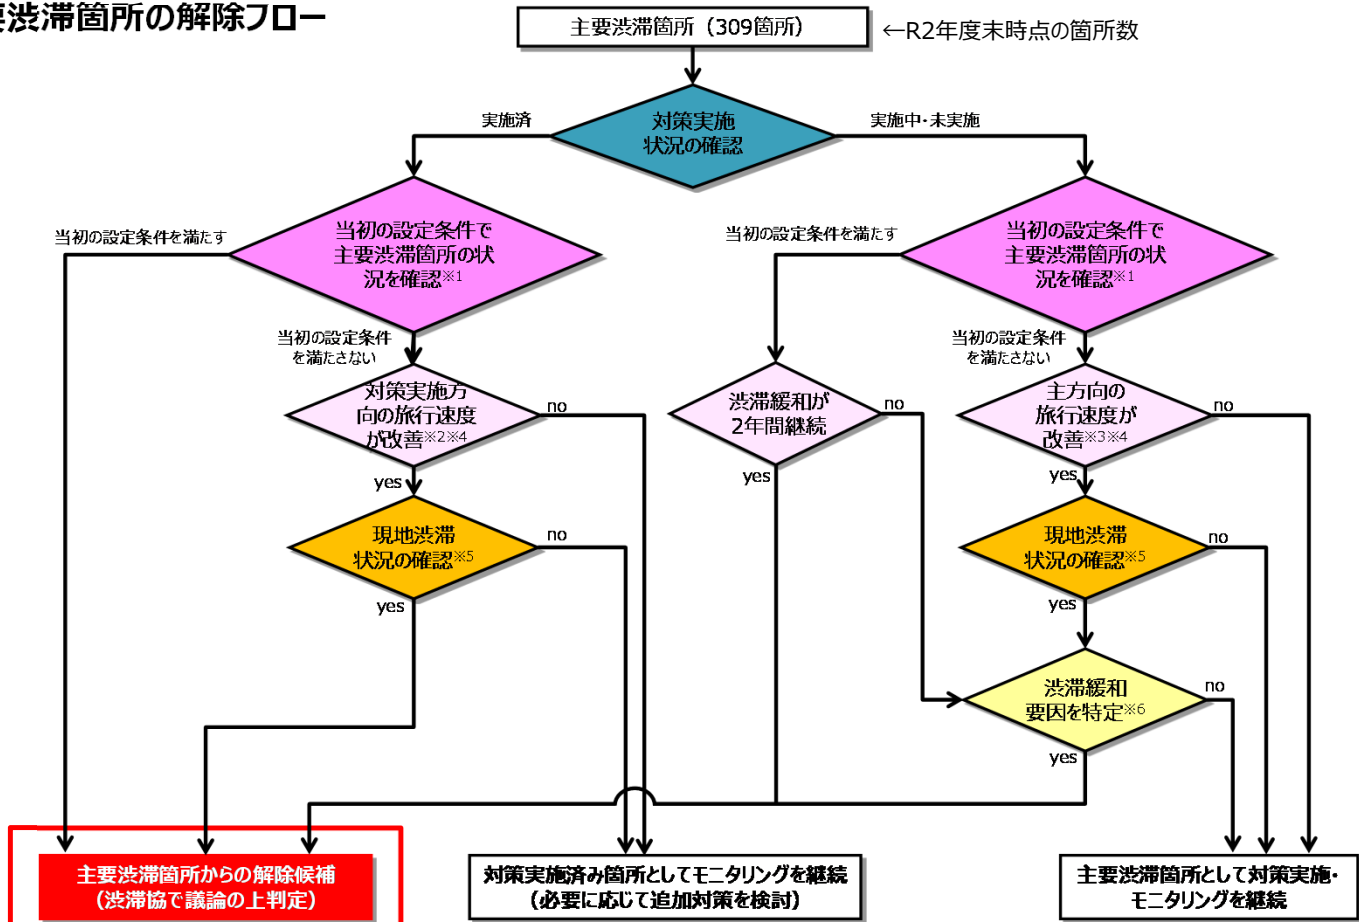 要渋滞箇所の解除フロー
主要渋滞箇所（309箇所）
←R2年度末時点の箇所数
対策実施
状況の確認
実施済
実施中・未実施
当初の設定条件で
主要渋滞箇所の状
況を確認※1
当初の設定条件で
主要渋滞箇所の状
況を確認※1
当初の設定条件を満たす
当初の設定条件を満たす
当初の設定条件
を満たさない
当初の設定条件
を満たさない
対策実施方
向の旅行速度
が改善※2※4
no
渋滞緩和が
2年間継続
no
主方向の
旅行速度が
改善※3※4
no
yes
yes
yes
現地渋滞
状況の確認※5
no
現地渋滞
状況の確認※5
no
yes
yes
渋滞緩和
要因を特定※6
no
yes
主要渋滞箇所からの解除候補
（渋滞協で議論の上判定）
対策実施済み箇所としてモニタリングを継続
（必要に応じて追加対策を検討）
主要渋滞箇所として対策実施・
モニタリングを継続